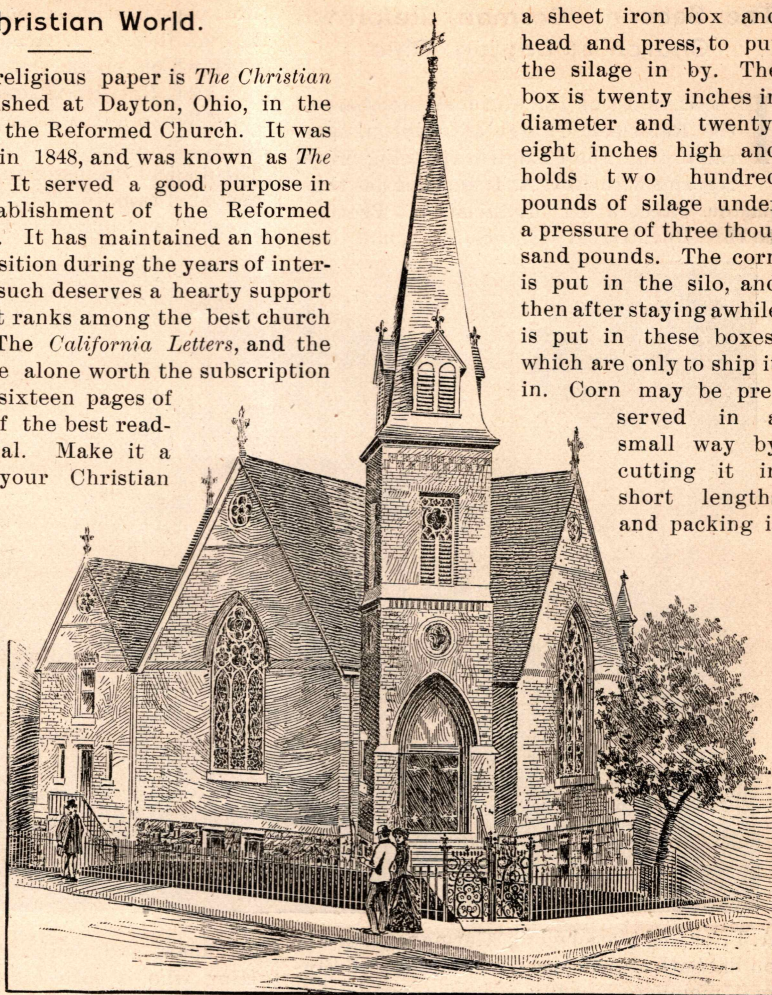 hristian World.
religious paper is The Christian
shed at Dayton, Ohio, in the
the Reformed Church. It was
in 1848, and was known as The
It served a good purpose in
ablishment of the Reformed
. It has maintained an honest
sition during the years of inter-
such deserves a hearty support
t ranks among the best church
The California Letters, and the
e alone worth the subscription
sixteen pages of
f the best read-
al. Make it a
your Christian
a sheet iron box and
head and press, to pu
the silage in by. The
box is twenty inches in
diameter and twenty
eight inches high and
holds two hundred
pounds of silage under
a pressure of three thou
sand pounds. The corn
is put in the silo, and
then after staying awhile
is put in these boxes
which are only to ship it
in. Corn may be pre
served in a
small way by
cutting it in
short length
and packing i